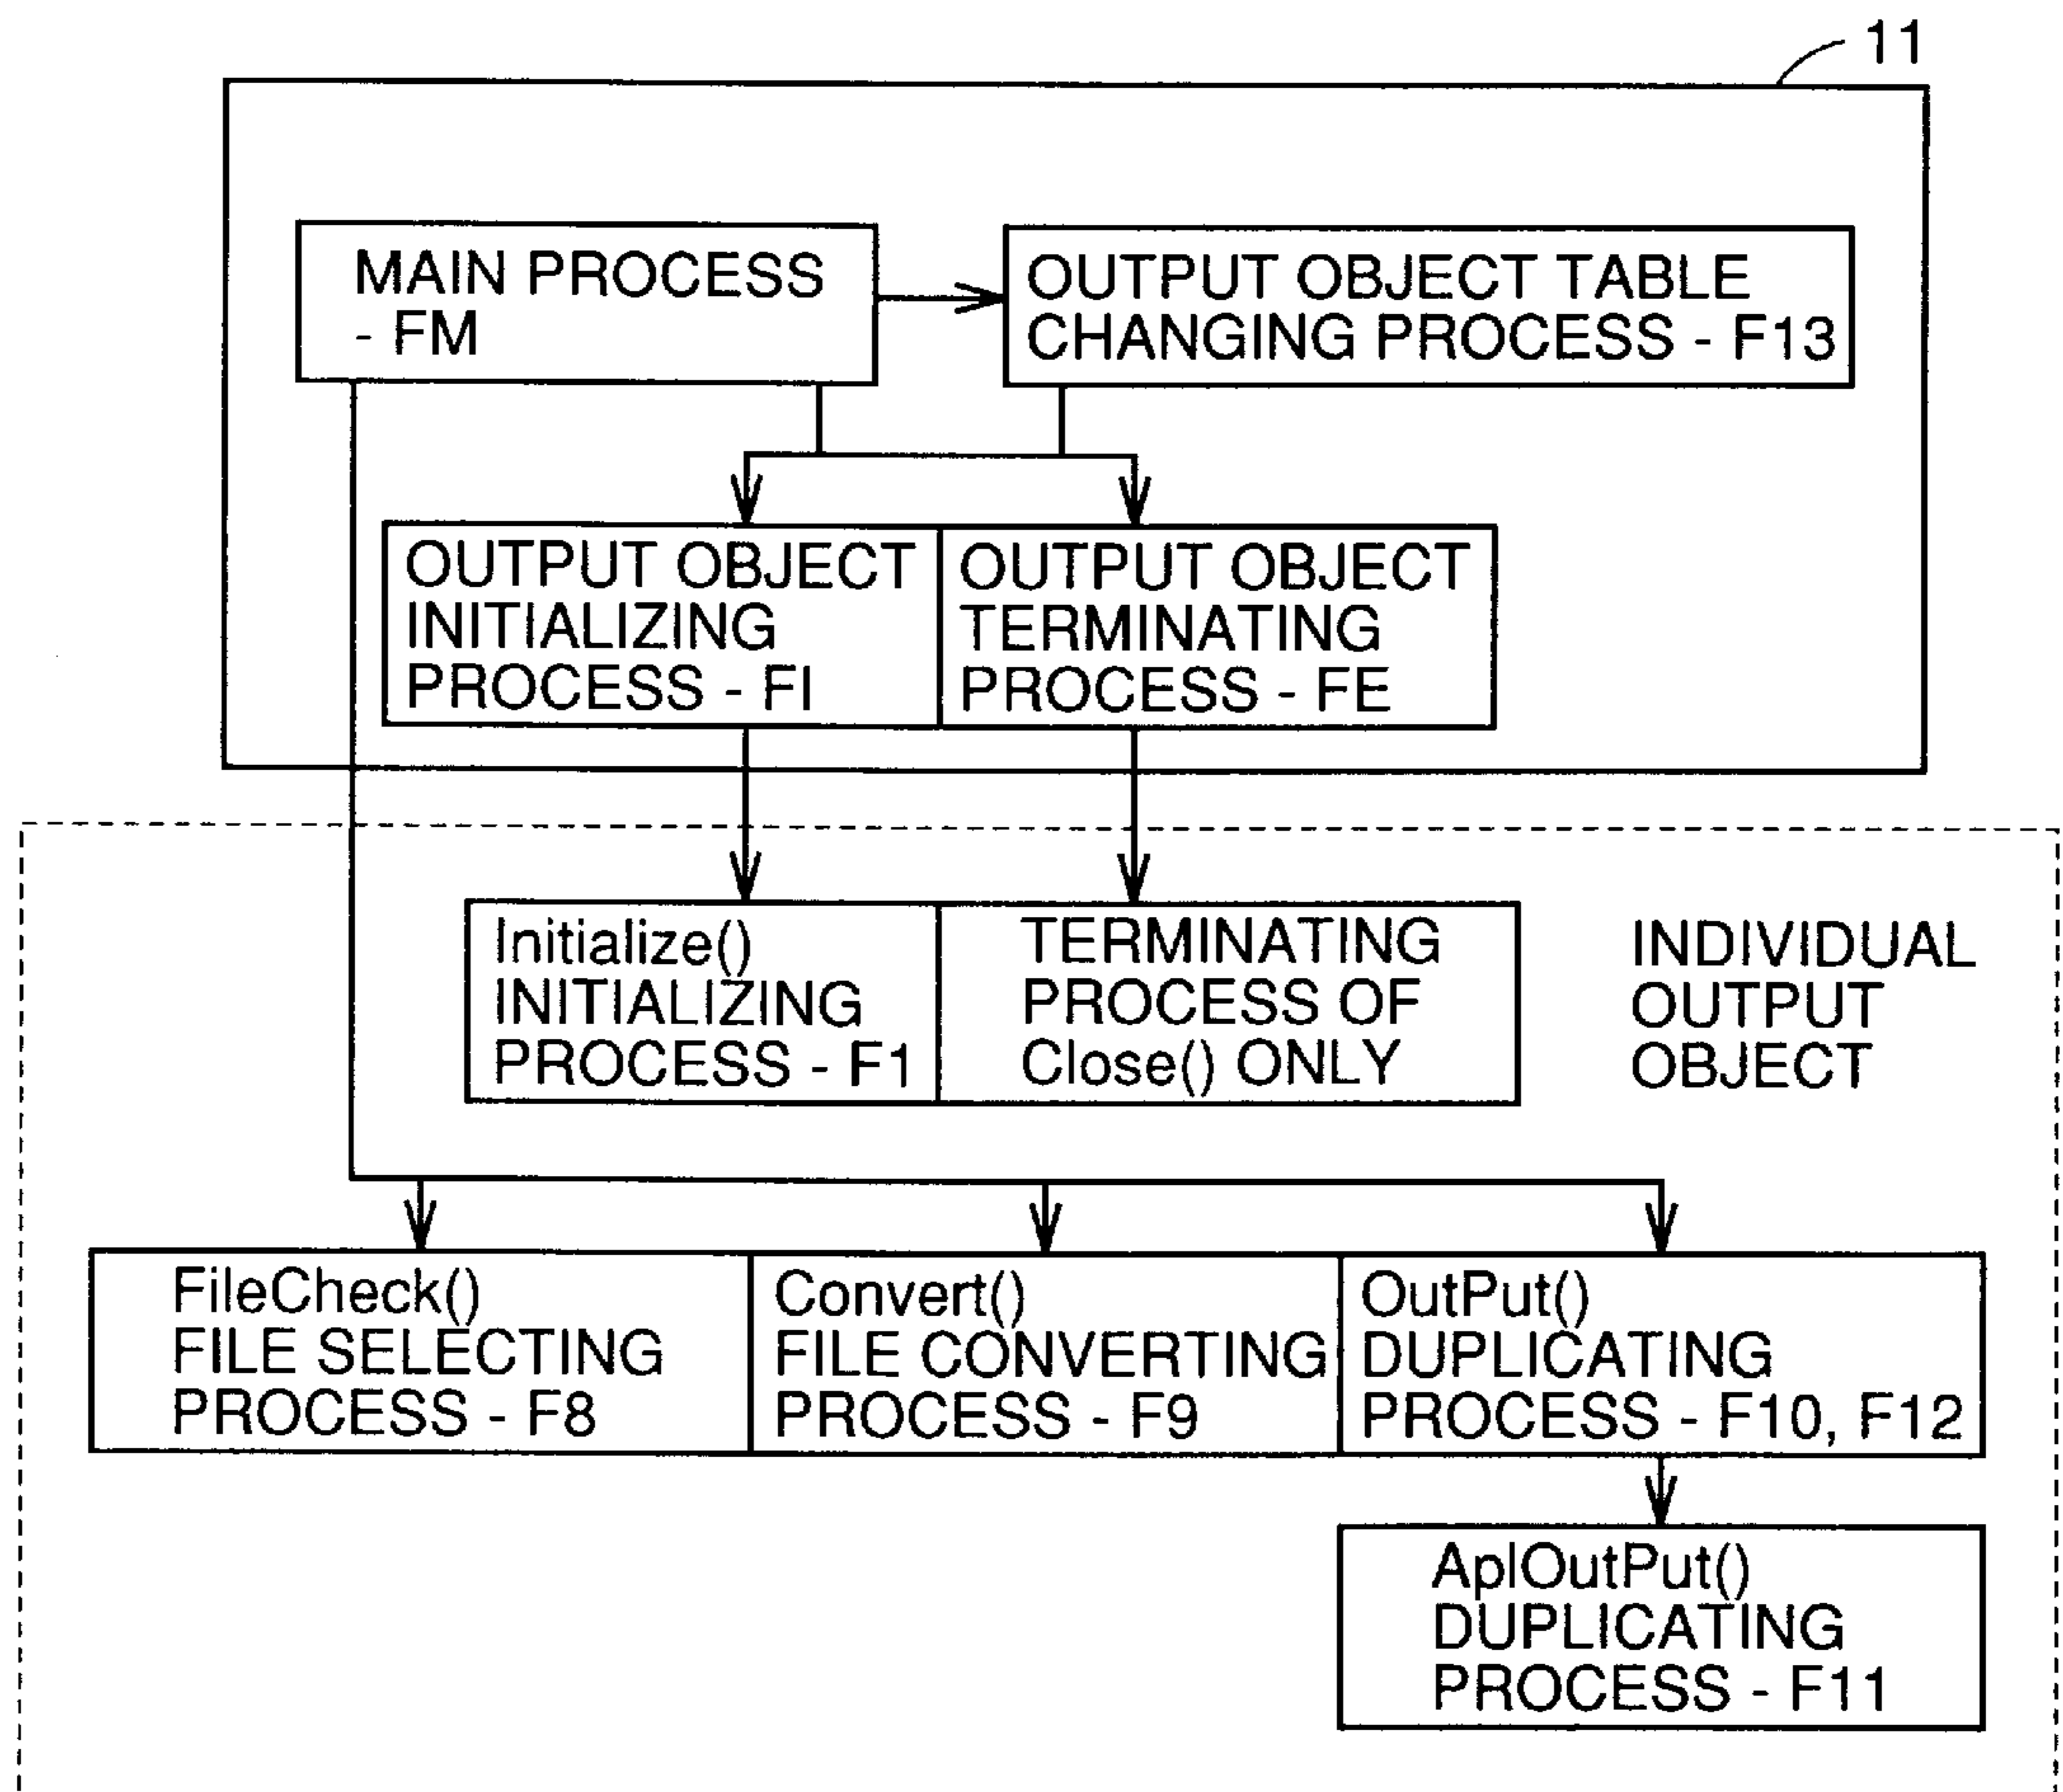 11
MAIN PROCESS
- FM
OUTPUT OBJECT TABLE
CHANGING PROCESS - F13
OUTPUT OBJECT
INITIALIZING
PROCESS - FI
OUTPUT OBJECT
TERMINATING
PROCESS - FE
Initialize()
INITIALIZING
PROCESS - F1
TERMINATING
PROCESS OF
Close() ONLY
INDIVIDUAL
OUTPUT
OBJECT
FileCheck()
FILE SELECTING
PROCESS - F8
Convert()
FILE CONVERTING
PROCESS - F9
OutPut()
DUPLICATING
PROCESS - F10, F12
AplOutPut()
DUPLICATING
PROCESS - F11